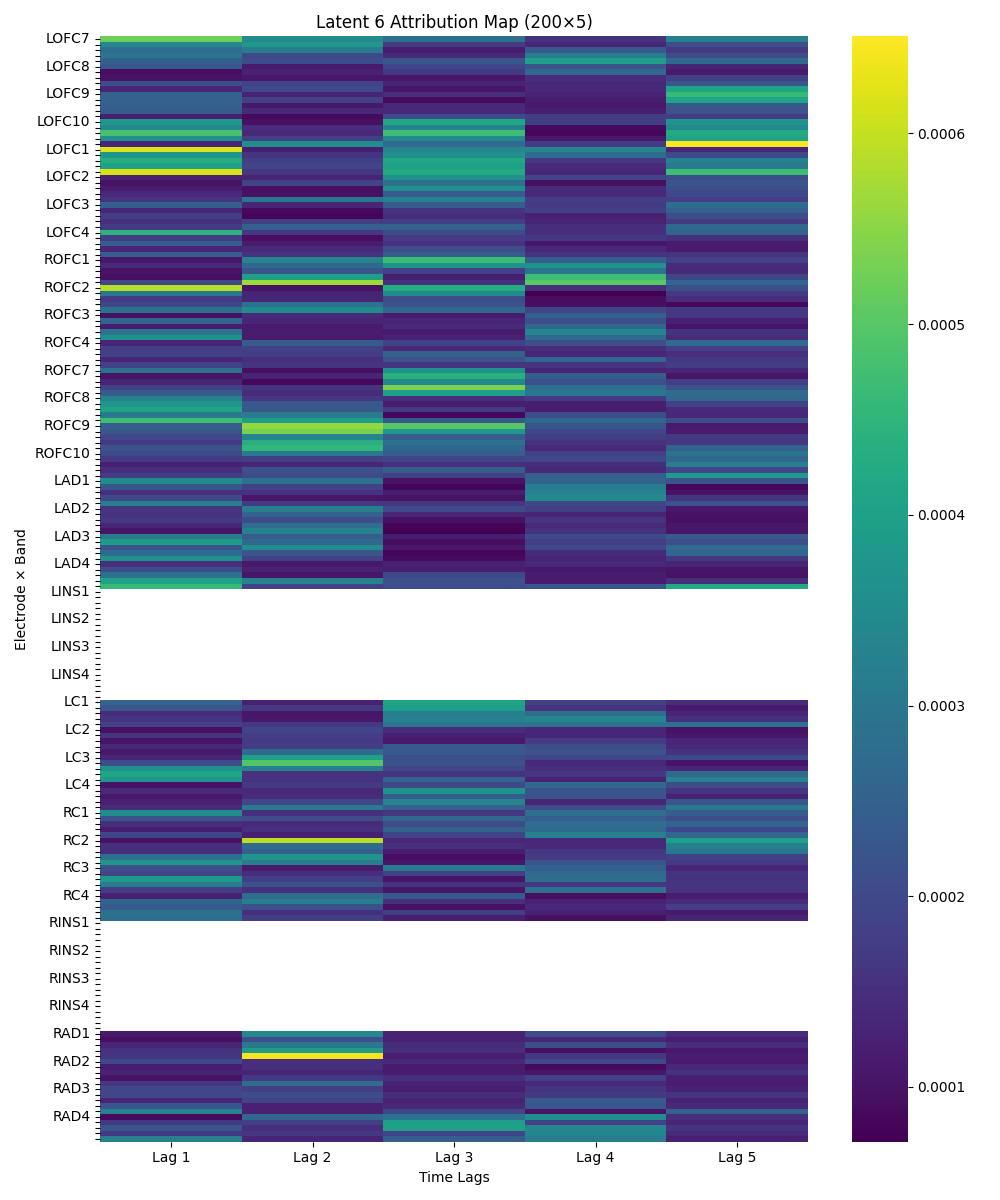 Latent 6 Attribution Map (200×5)
LOFC7
LOFC8
LOFC9
LOFC10
LOFC1
LOFC2
LOFC3
LOFC4
ROFC1
ROFC2
ROFC3
ROFC4
ROFC7
ROFC8
ROFC9
ROFC10
LAD1
LAD2
LAD3
LAD4
LINS1
LINS2
LINS3
LINS4
LC1
LC2
LC3
LC4
RC1
RC2
RC3
RC4
RINS1
RINS2
RINS3
RINS4
RAD1
RAD2
RAD3
RAD4
Electrode × Band
Lag 1
Lag 2
Lag 3
Lag 4
Lag 5
Time Lags
0.0006
0.0005
0.0004
0.0003
0.0002
0.0001